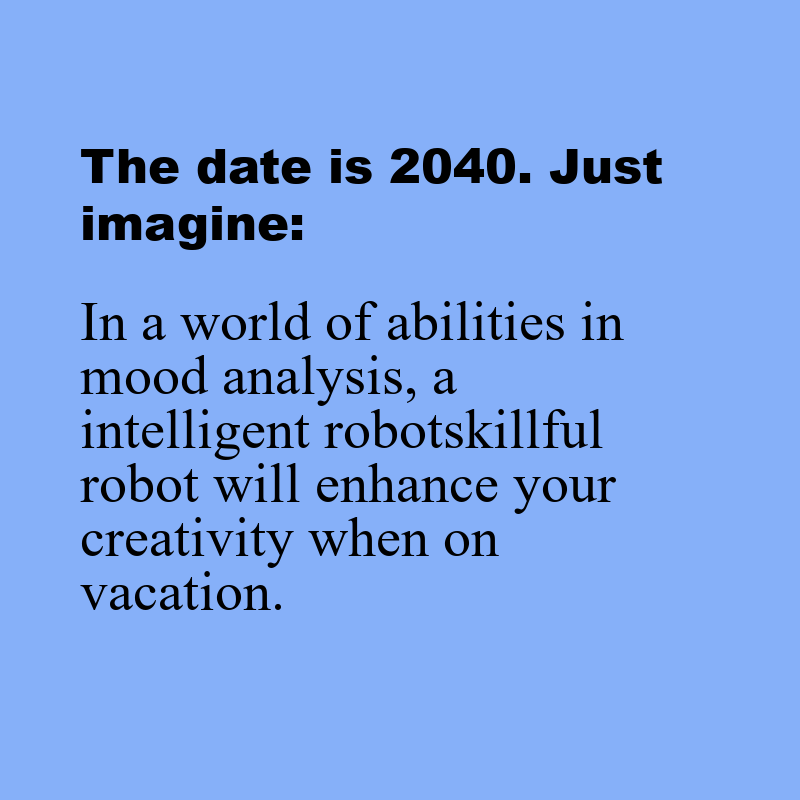 The date is 2040. Just
imagine:
In a world of abilities in
mood analysis, a
intelligent robotskillful
robot will enhance your
creativity when on
vacation.